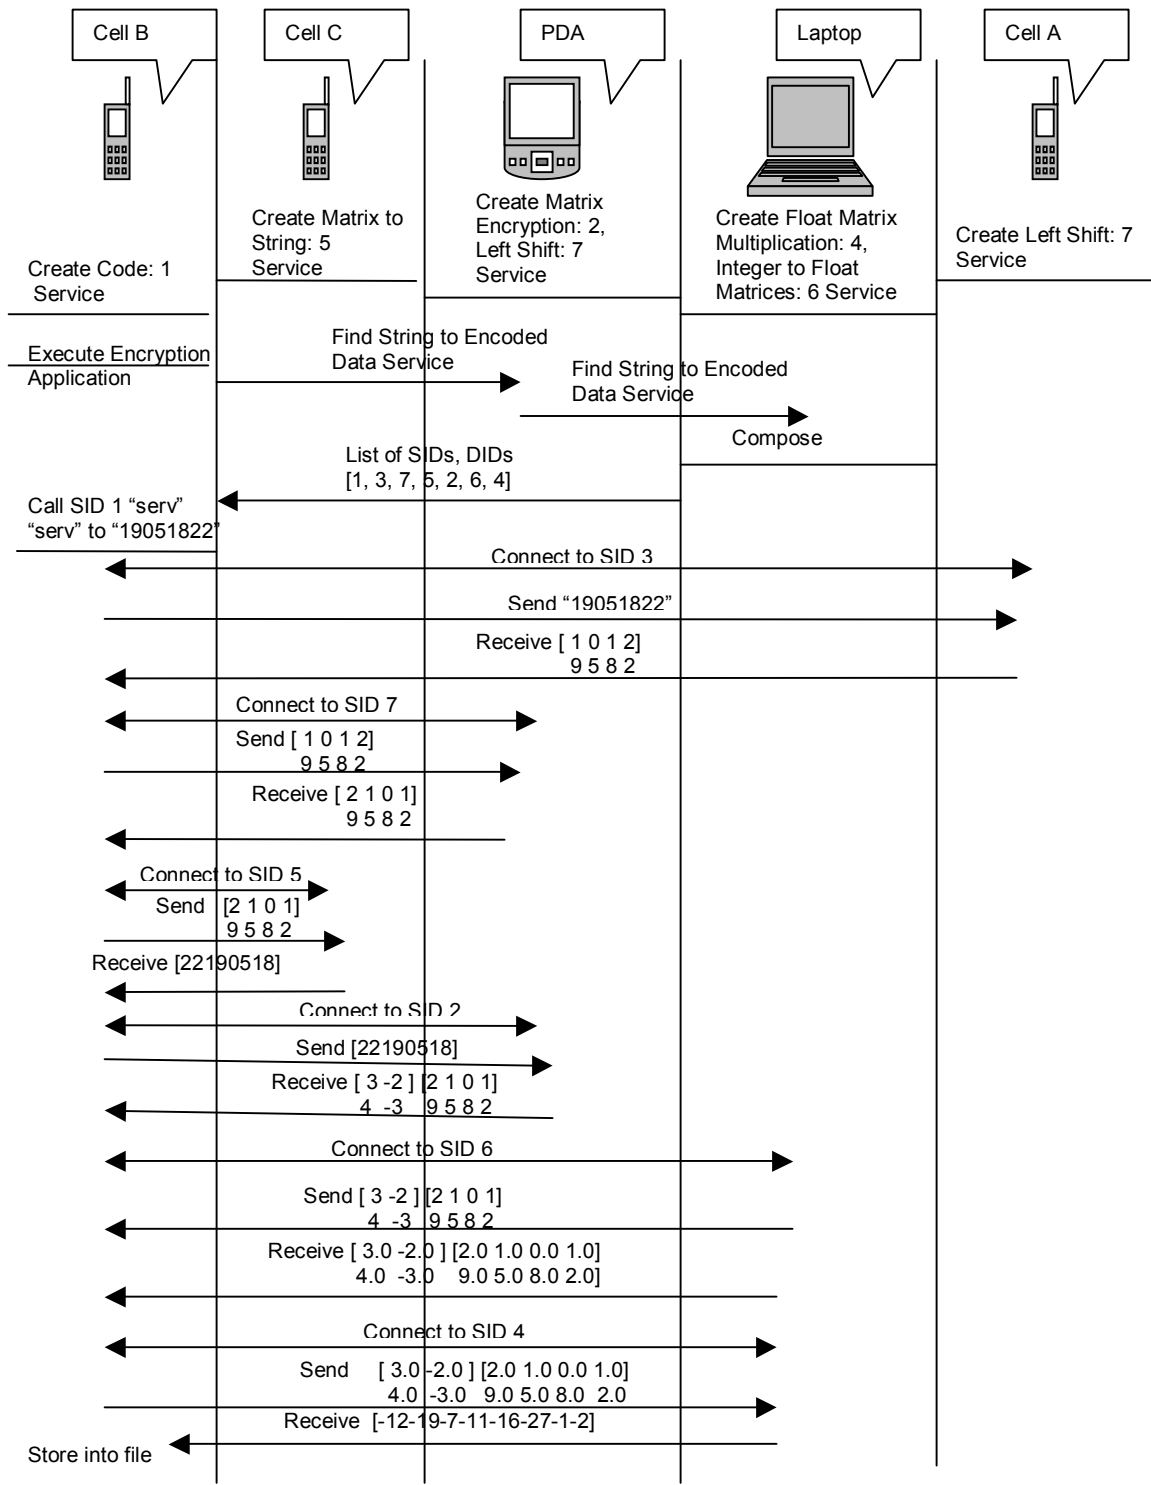 Cell B
Cell C
PDA
Laptop
Cell A
Create Code: 1
Service
Create Matrix to
String: 5
Service
Create Matrix
Encryption: 2,
Left Shift: 7
Service
Create Float Matrix
Multiplication: 4,
Integer to Float
Matrices: 6 Service
Create Left Shift: 7
Service
Execute Encryption
Application
Find String to Encoded
Data Service
Find String to Encoded
Data Service
Compose
List of SIDs, DIDs
[1, 3, 7, 5, 2, 6, 4]
Call SID 1 “serv”
“serv” to “19051822”
Connect to SID 3
Send “19051822”
Receive [ 1 0 1 2]
9 5 8 2
Connect to SID 7
Send [ 1 0 1 2]
9 5 8 2
Receive [ 2 1 0 1]
9 5 8 2
Connect to SID 5
Send [2 1 0 1]
9 5 8 2
Receive [22190518]
Connect to SID 2
Send [22190518]
Receive [ 3 -2 ] [2 1 0 1]
4 -3 9 5 8 2
Connect to SID 6
Send [ 3 -2 ] [2 1 0 1]
4 -3 9 5 8 2
Receive [ 3.0 -2.0 ] [2.0 1.0 0.0 1.0]
4.0 -3.0 9.0 5.0 8.0 2.0]
Connect to SID 4
Send [ 3.0 -2.0 ] [2.0 1.0 0.0 1.0]
4.0 -3.0 9.0 5.0 8.0 2.0
Receive [-12-19-7-11-16-27-1-2]
Store into file